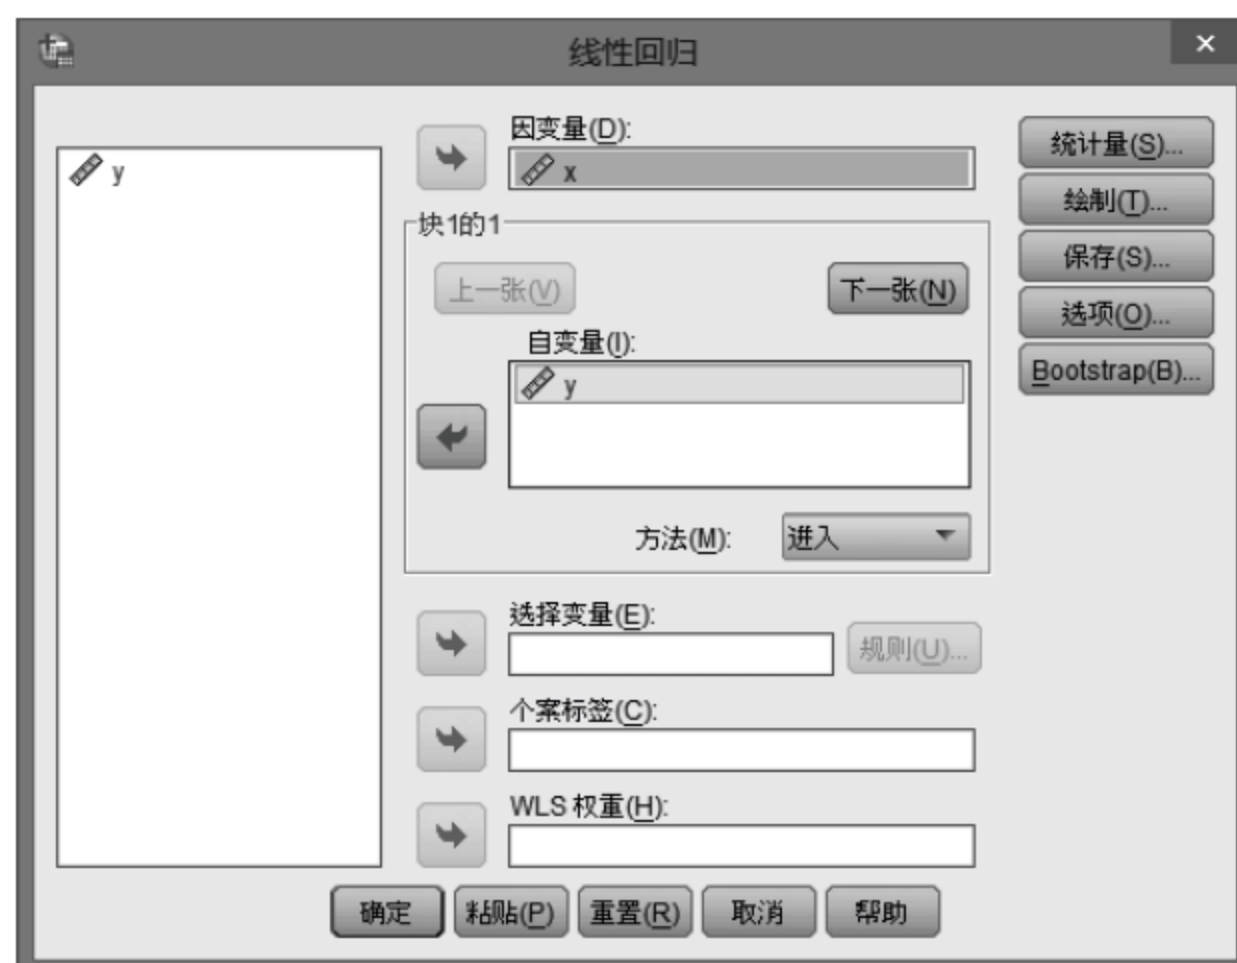 线性回归
y
因变量(D):
x
块1的1
上一张(V)
下一张(N)
自变量(I):
y
方法(M):
进入
选择变量(E):
规则(U)...
个案标签(C):
WLS 权重(H):
统计量(S)...
绘制(T)...
保存(S)...
选项(O)...
Bootstrap(B)...
确定
粘贴(P)
重置(R)
取消
帮助